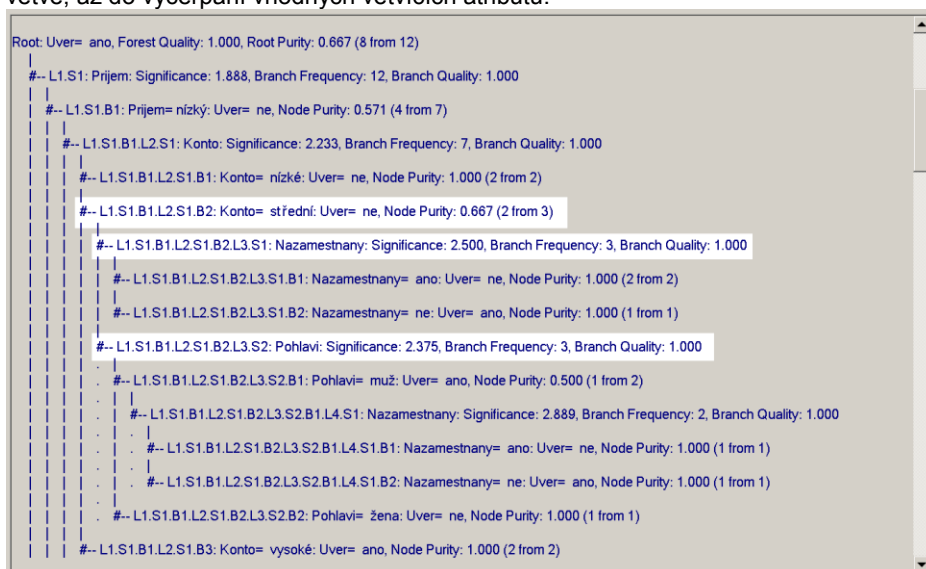 větve, až do vyčerpání vhodných větvících atributů.
Root: Uver= ano, Forest Quality: 1.000, Root Purity: 0.667 (8 from 12)
#-- L1.S1: Prijem: Significance: 1.888, Branch Frequency: 12, Branch Quality: 1.000
#-- L1.S1.B1: Prijem= nízký: Uver= ne, Node Purity: 0.571 (4 from 7)
#-- L1.S1.B1.L2.S1: Konto: Significance: 2.233, Branch Frequency: 7, Branch Quality: 1.000
#-- L1.S1.B1.L2.S1.B1: Konto= nízké: Uver= ne, Node Purity: 1.000 (2 from 2)
#-- L1.S1.B1.L2.S1.B2: Konto= střední: Uver= ne, Node Purity: 0.667 (2 from 3)
#-- L1.S1.B1.L2.S1.B2.L3.S1: Nazamestnany: Significance: 2.500, Branch Frequency: 3, Branch Quality: 1.000
#-- L1.S1.B1.L2.S1.B2.L3.S1.B1: Nazamestnany= ano: Uver= ne, Node Purity: 1.000 (2 from 2)
#-- L1.S1.B1.L2.S1.B2.L3.S1.B2: Nazamestnany= ne: Uver= ano, Node Purity: 1.000 (1 from 1)
#-- L1.S1.B1.L2.S1.B2.L3.S2: Pohlavi: Significance: 2.375, Branch Frequency: 3, Branch Quality: 1.000
#-- L1.S1.B1.L2.S1.B2.L3.S2.B1: Pohlavi= muž: Uver= ano, Node Purity: 0.500 (1 from 2)
#-- L1.S1.B1.L2.S1.B2.L3.S2.B1.L4.S1: Nazamestnany: Significance: 2.889, Branch Frequency: 2, Branch Quality: 1.000
#-- L1.S1.B1.L2.S1.B2.L3.S2.B1.L4.S1.B1: Nazamestnany= ano: Uver= ne, Node Purity: 1.000 (1 from 1)
#-- L1.S1.B1.L2.S1.B2.L3.S2.B1.L4.S1.B2: Nazamestnany= ne: Uver= ano, Node Purity: 1.000 (1 from 1)
#-- L1.S1.B1.L2.S1.B2.L3.S2.B2: Pohlavi= žena: Uver= ne, Node Purity: 1.000 (1 from 1)
#-- L1.S1.B1.L2.S1.B3: Konto= vysoké: Uver= ano, Node Purity: 1.000 (2 from 2)